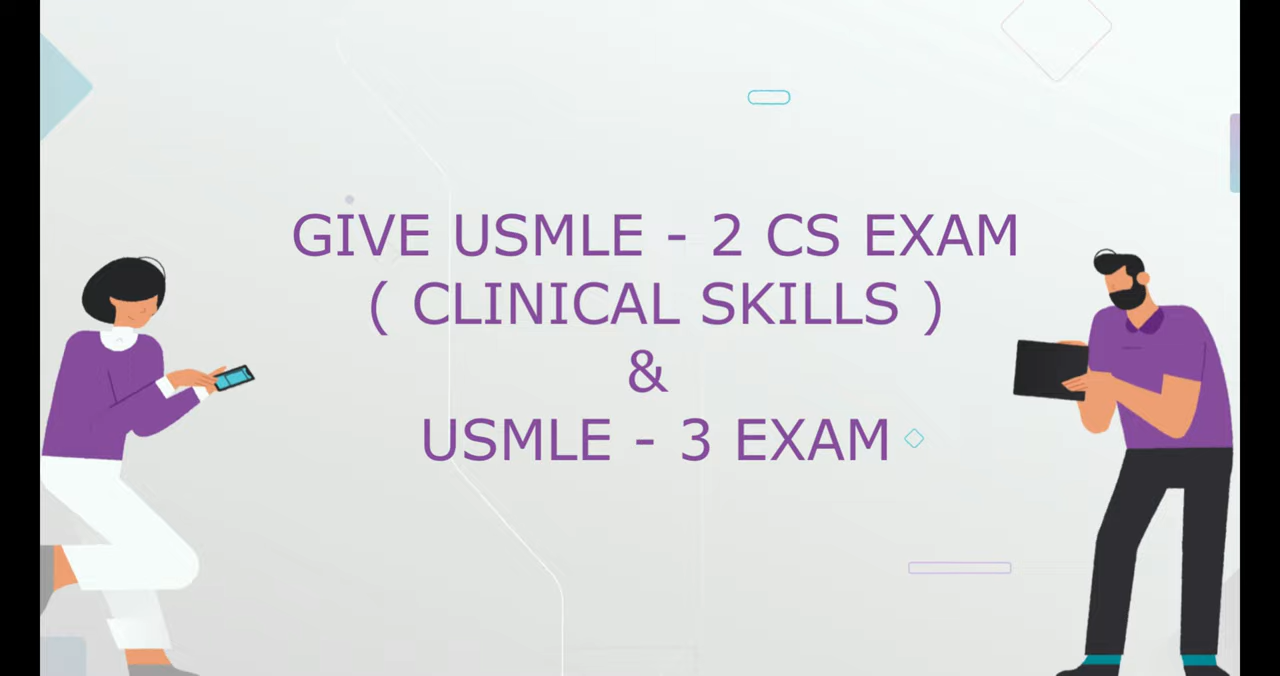 GIVE USMLE - 2 CS EXAM
( CLINICAL SKILLS )
&
USMLE - 3 EXAM